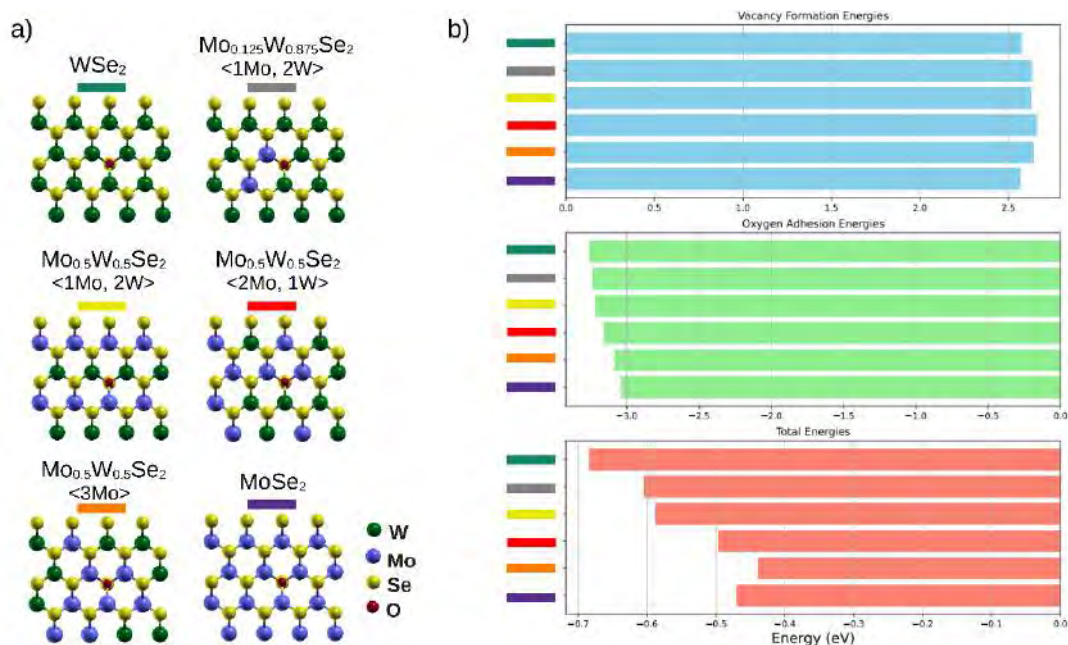 a)
WSe₂
Mo₀.₁₂₅W₀.₈₇₅Se₂
<1Mo, 2W>
Mo₀.₅W₀.₅Se₂
<1Mo, 2W>
Mo₀.₅W₀.₅Se₂
<2Mo, 1W>
Mo₀.₅W₀.₅Se₂
<3Mo>
MoSe₂
W
Mo
Se
O
b)
Vacancy Formation Energies
0.0 0.5 1.0 1.5 2.0 2.5
Oxygen Adhesion Energies
−3.0 −2.5 −2.0 −1.5 −1.0 −0.5 0.0
Total Energies
−0.7 −0.6 −0.5 −0.4 −0.3 −0.2 −0.1 0.0
Energy (eV)